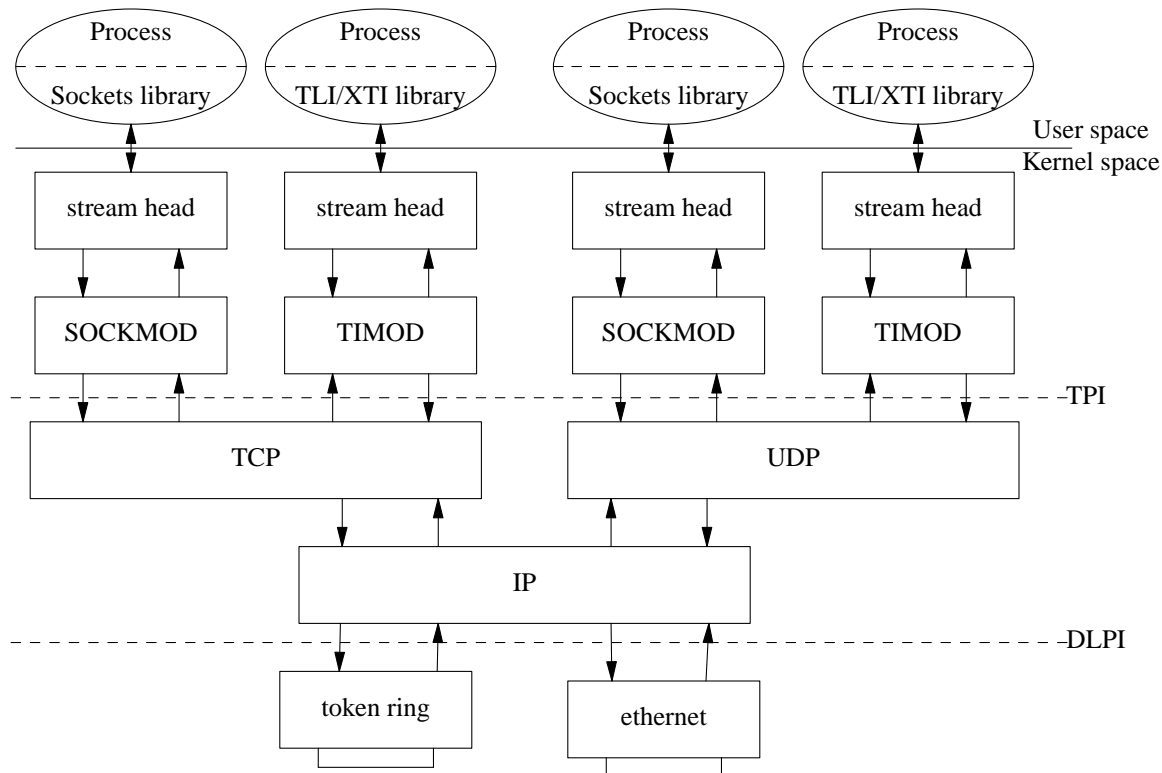 Process
Process
Process
Process
Sockets library
TLI/XTI library
Sockets library
TLI/XTI library
User space
Kernel space
stream head
stream head
stream head
stream head
SOCKMOD
TIMOD
SOCKMOD
TIMOD
TPI
TCP
UDP
IP
DLPI
token ring
ethernet